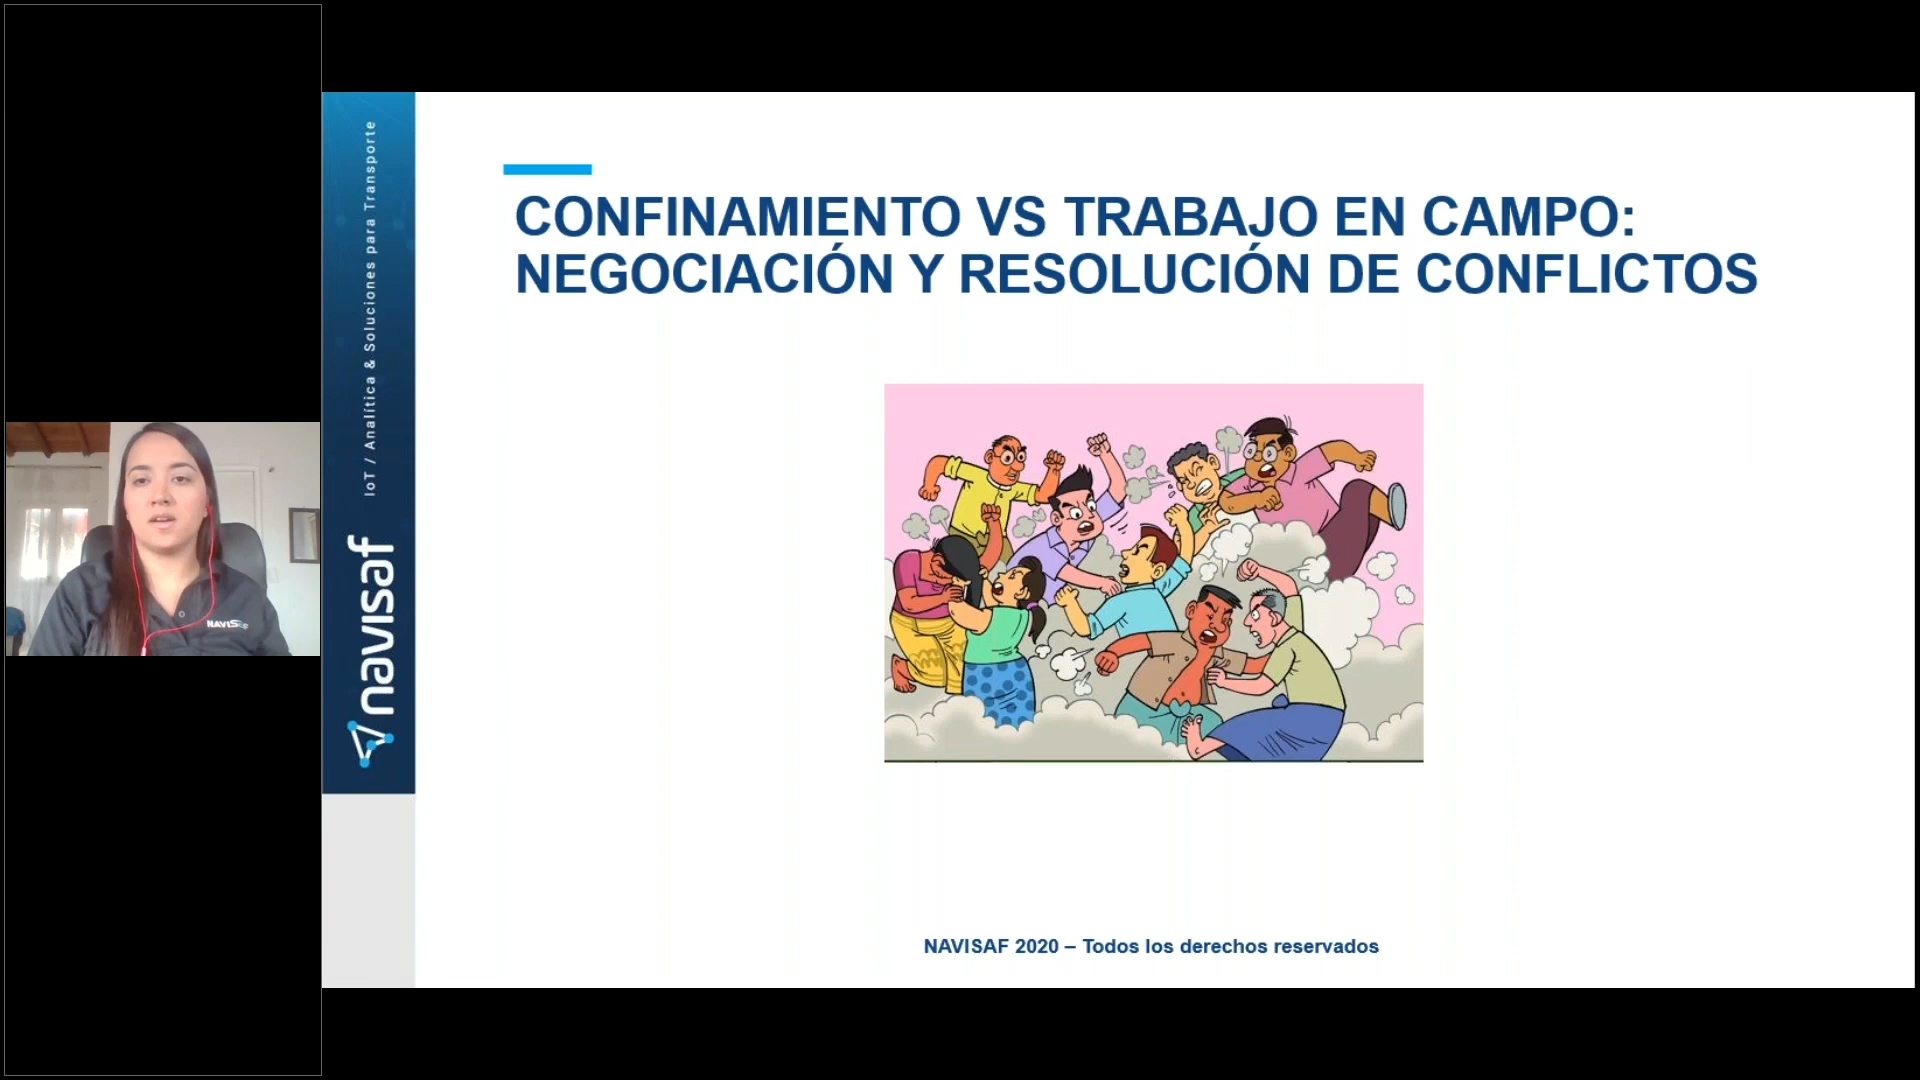 IoT / Analítica & Soluciones para Transporte
navisaf
CONFINAMIENTO VS TRABAJO EN CAMPO:
NEGOCIACIÓN Y RESOLUCIÓN DE CONFLICTOS
NAVISAF
NAVISAF 2020 – Todos los derechos reservados